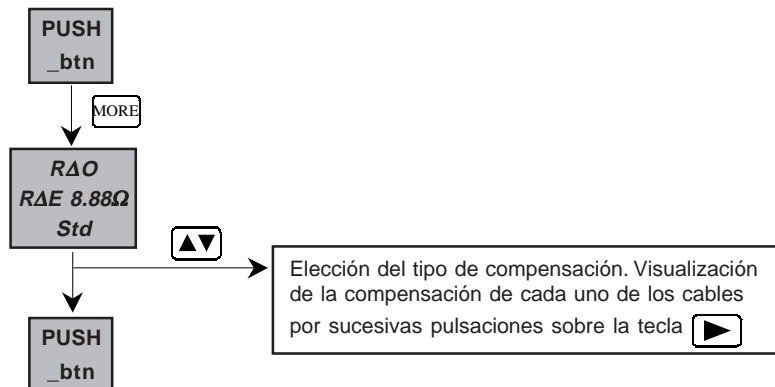 PUSH
_btn
MORE
RΔO
RΔE 8.88Ω
Std
▲▼
Elección del tipo de compensación. Visualización
de la compensación de cada uno de los cables
por sucesivas pulsaciones sobre la tecla ►
PUSH
_btn